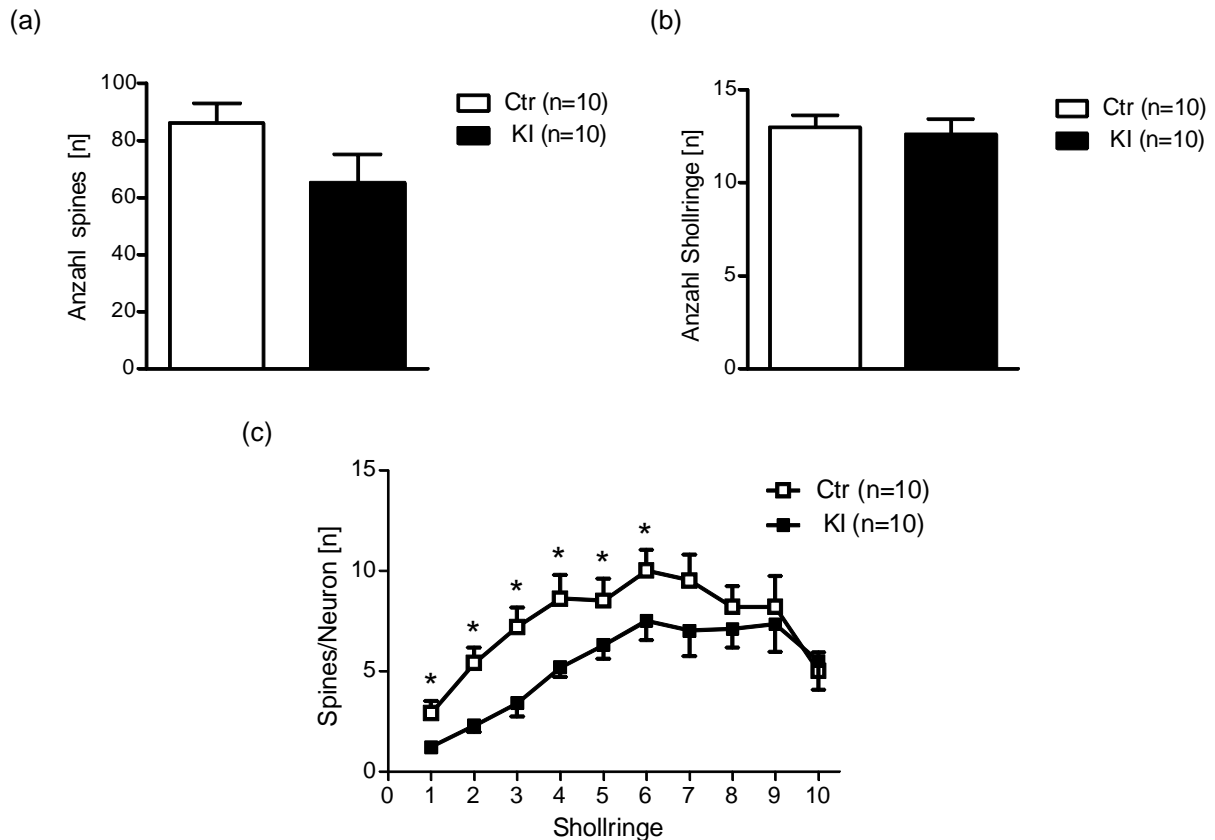 (a)
Anzahl spines [n]
100
80
60
40
20
0
Ctr (n=10)
KI (n=10)
(b)
Anzahl Shollringe [n]
15
13
10
5
0
Ctr (n=10)
KI (n=10)
(c)
Spines/Neuron [n]
15
10
5
0
* * * * * *
Ctr (n=10)
KI (n=10)
0 1 2 3 4 5 6 7 8 9 10
Shollringe